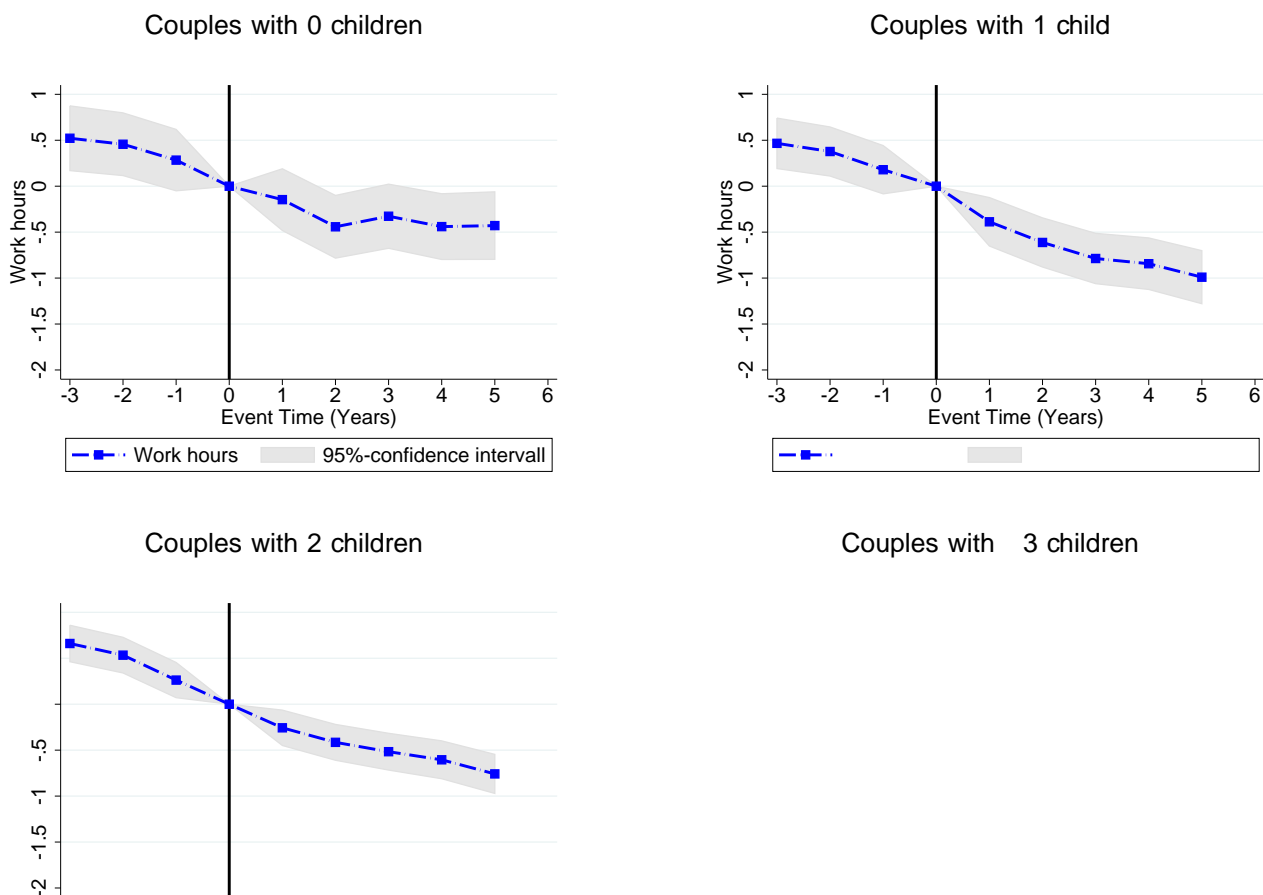 Couples with 0 children
1
.5
0
-.5
-1
-1.5
-2
Work hours
-3 -2 -1 0 1 2 3 4 5 6
Event Time (Years)
Work hours 95%-confidence intervall
Couples with 1 child
1
.5
0
-.5
-1
-1.5
-2
Work hours
-3 -2 -1 0 1 2 3 4 5 6
Event Time (Years)
Couples with 2 children
-.5
-1
-1.5
-2
Couples with 3 children